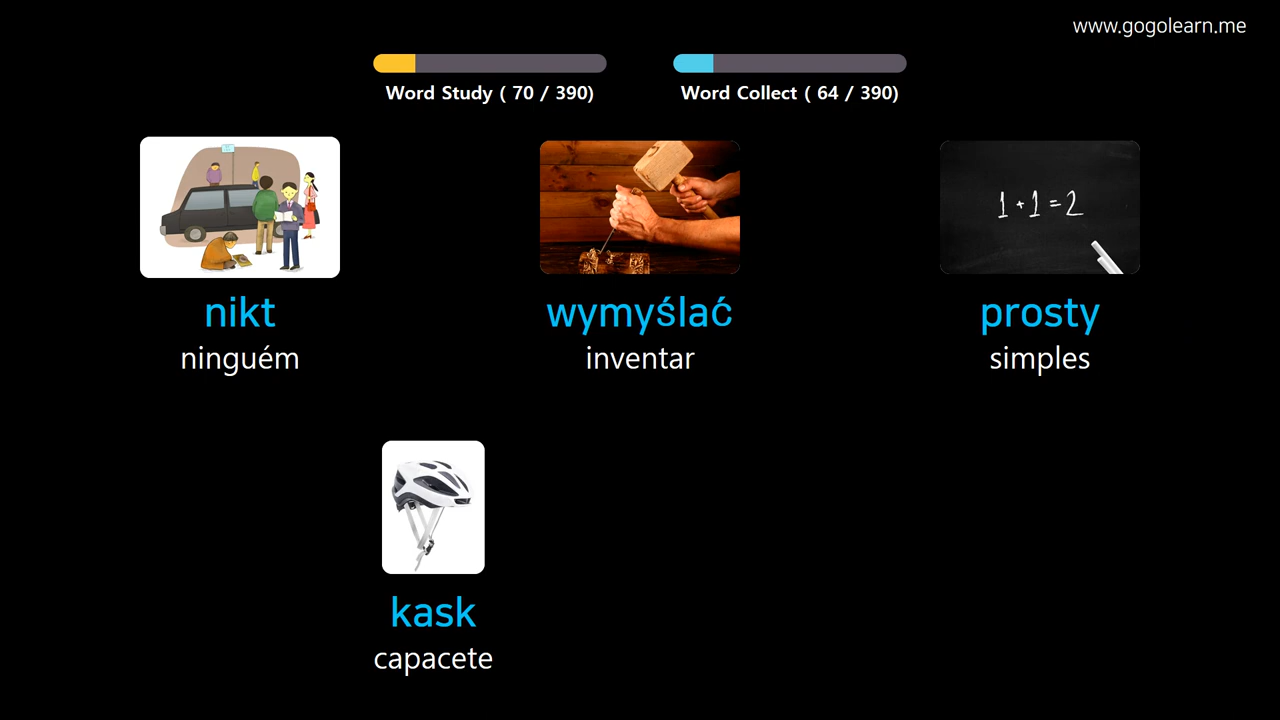 www.gogolearn.me
Word Study ( 70 / 390)
Word Collect ( 64 / 390)
1+1=2
nikt
ninguém
wymyślać
inventar
prosty
simples
kask
capacete